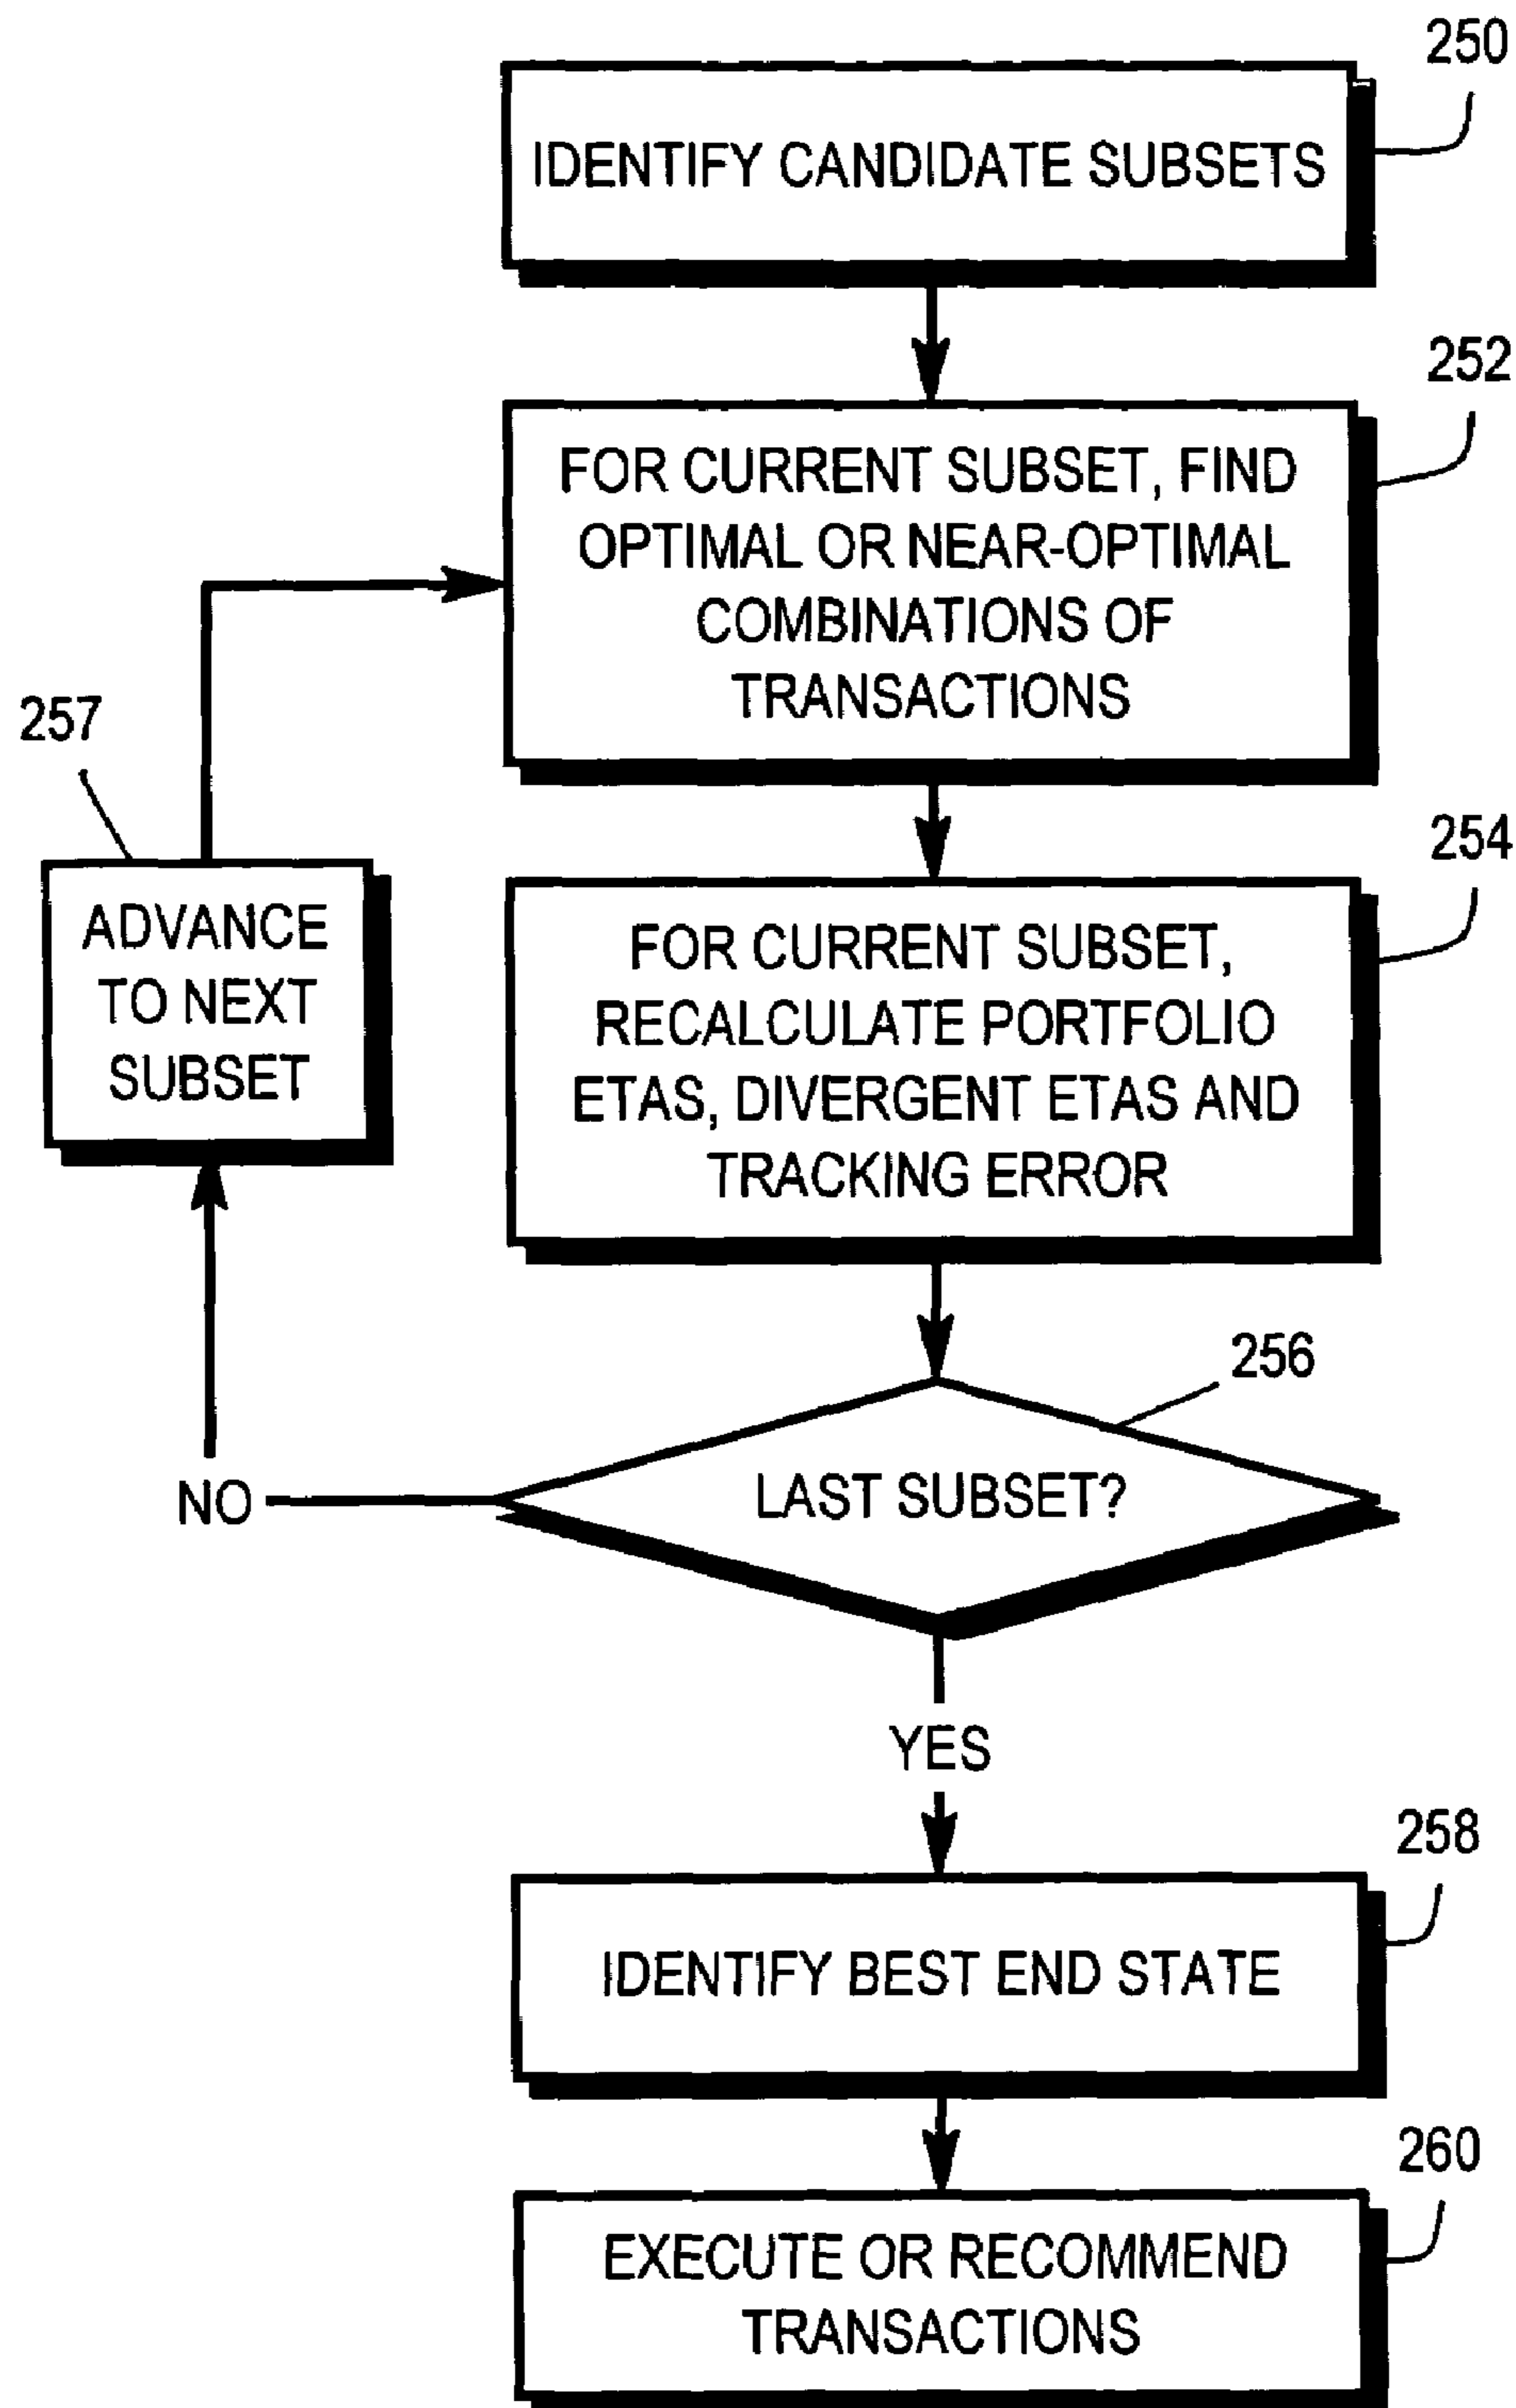 250
IDENTIFY CANDIDATE SUBSETS
252
FOR CURRENT SUBSET, FIND
OPTIMAL OR NEAR-OPTIMAL
COMBINATIONS OF
TRANSACTIONS
257
ADVANCE
TO NEXT
SUBSET
254
FOR CURRENT SUBSET,
RECALCULATE PORTFOLIO
ETAS, DIVERGENT ETAS AND
TRACKING ERROR
256
LAST SUBSET?
NO
YES
258
IDENTIFY BEST END STATE
260
EXECUTE OR RECOMMEND
TRANSACTIONS